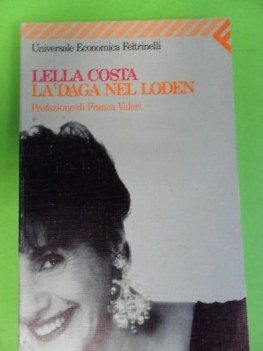 Universale Economica Feltrinelli
LELLA COSTA
LA DAGA NEL LODEN
Prefazione di Franca Valeri